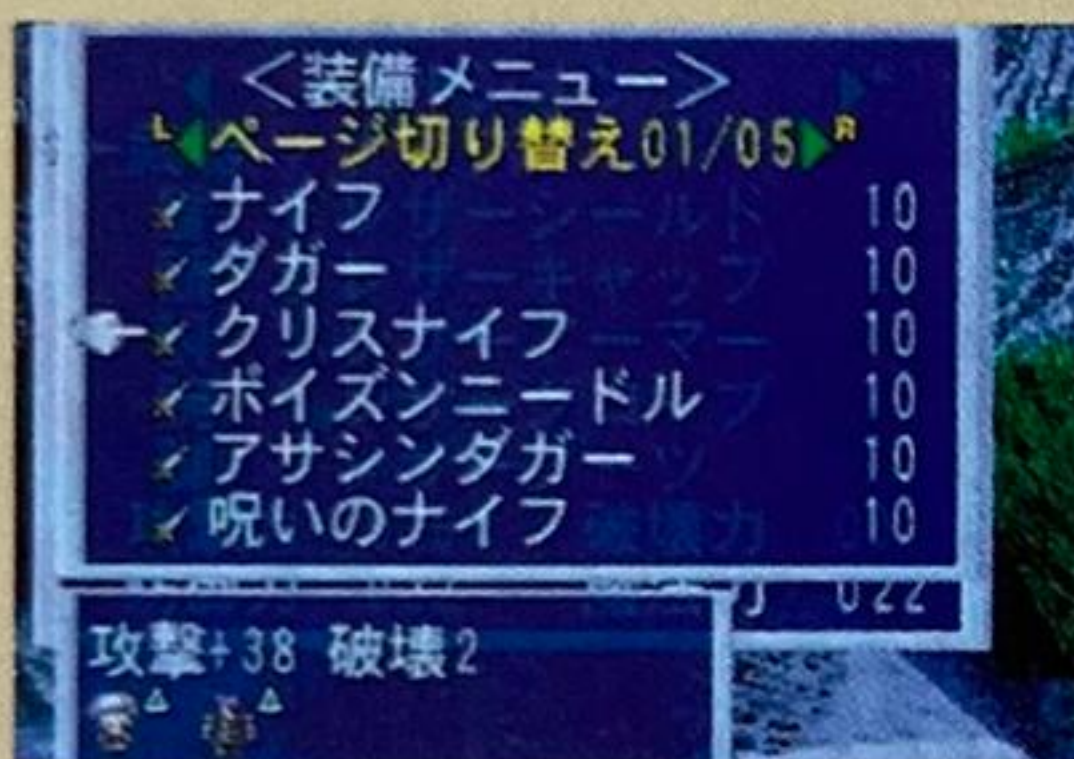 <装備メニュー>
L ページ切り替え01/05 R
ナイフ 10
ダガー 10
クリスナイフ 10
ポイズンニードル 10
アサシンダガー 10
呪いのナイフ 10
022
攻撃+38 破壊2